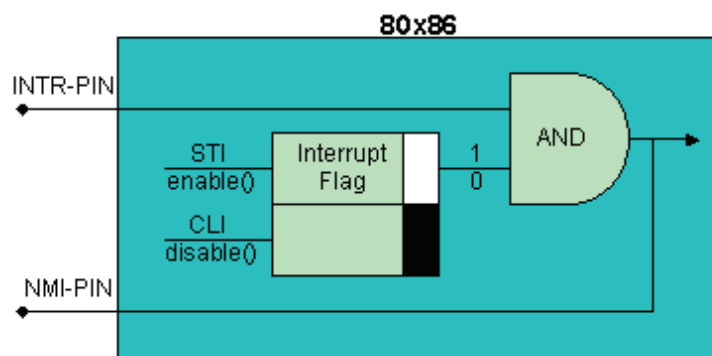 80x86
INTR-PIN
STI
enable()
Interrupt
Flag
1
0
AND
CLI
disable()
NMI-PIN